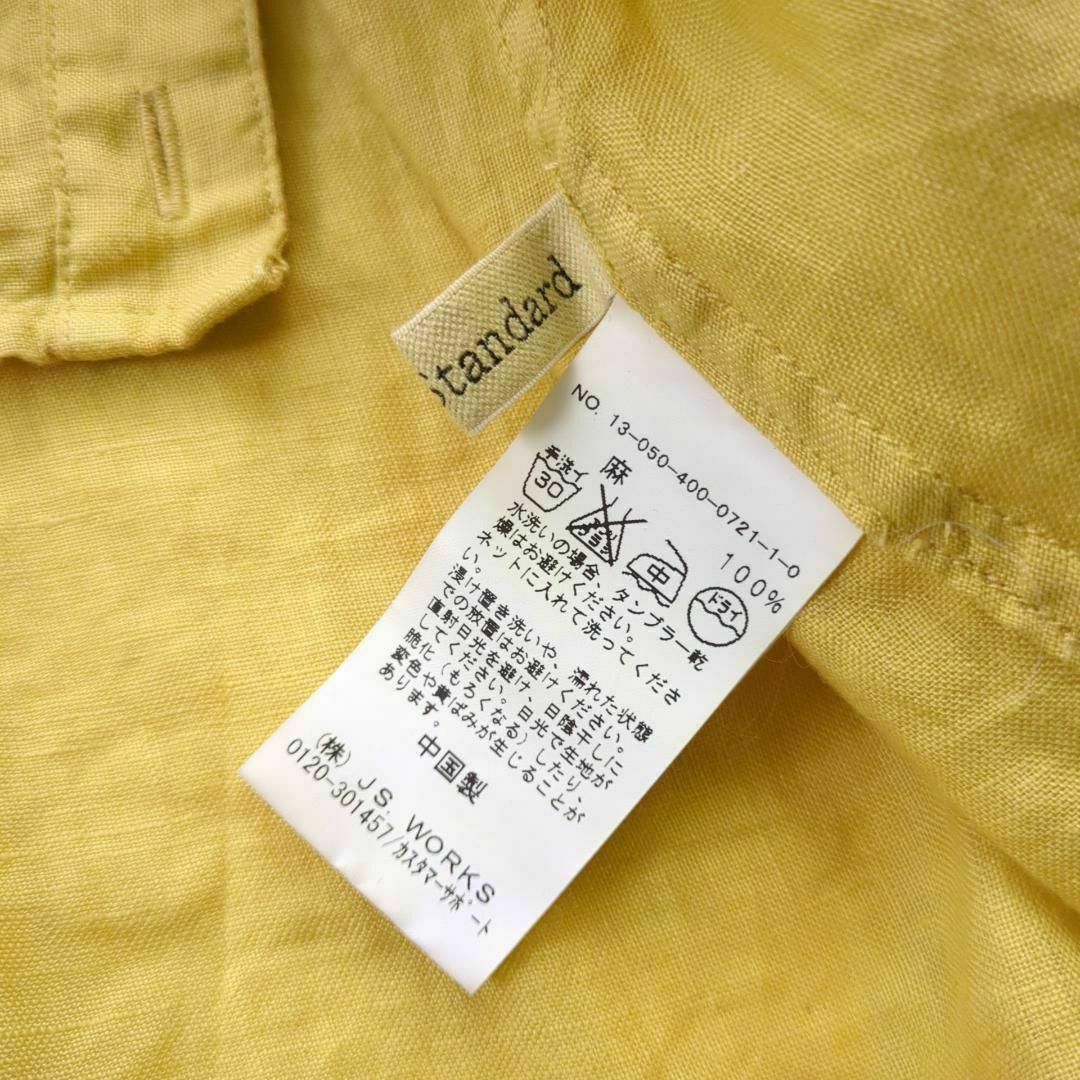 Standard
NO. 13-050-400-0721-1-0
麻 100%
手洗イ
30
エンソサラシ
中
ドライ
水洗いの場合、タンブラー乾
燥はお避けください。
ネットに入れて洗ってくださ
い。
浸け置き洗いや、濡れた状態
での放置はお避けください。
直射日光を避け、日陰干しに
してください。日光で生地が
脆化(もろくなる)したり、
変色や黄ばみが生じることが
あります。
中国製
(株) J.S. WORKS
0120-301457/カスタマーサポート